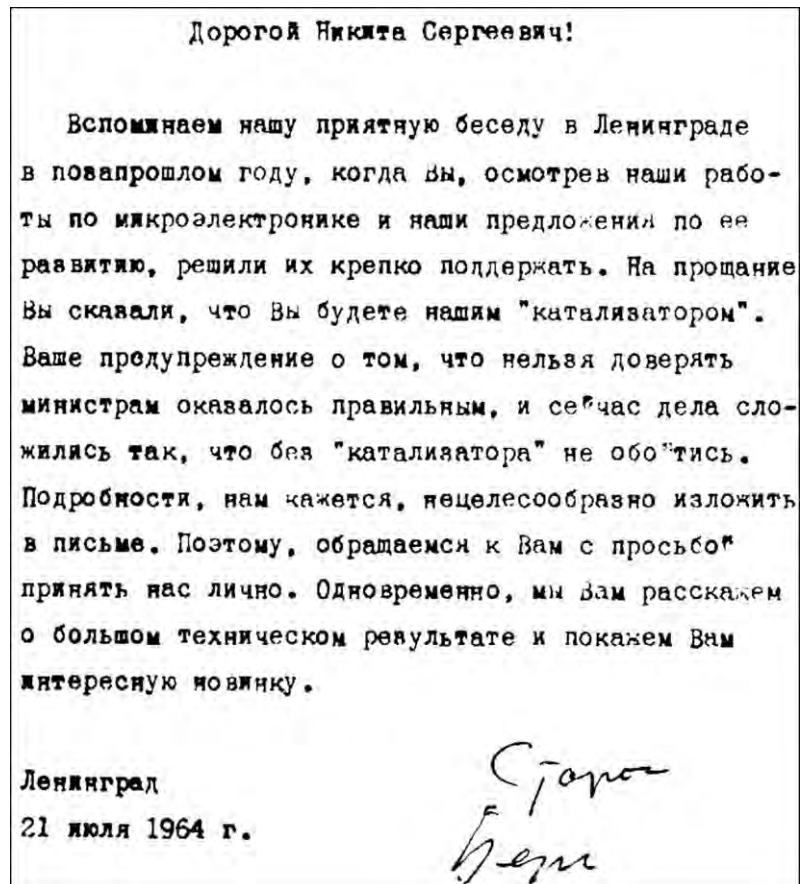 Дорогой Никита Сергеевич!
Вспоминаем нашу приятную беседу в Ленинграде
в позапрошлом году, когда Вы, осмотрев наши рабо-
ты по микроэлектронике и наши предложения по ее
развитию, решили их крепко поддержать. На прощание
Вы сказали, что Вы будете нашим "катализатором".
Ваше предупреждение о том, что нельзя доверять
министрам оказалось правильным, и сейчас дела сло-
жились так, что без "катализатора" не обойтись.
Подробности, нам кажется, нецелесообразно изложить
в письме. Поэтому, обращаемся к Вам с просьбой
принять нас лично. Одновременно, мы Вам расскажем
о большом техническом результате и покажем Вам
интересную новинку.
Старос
Ленинград
21 июля 1964 г.
Берг